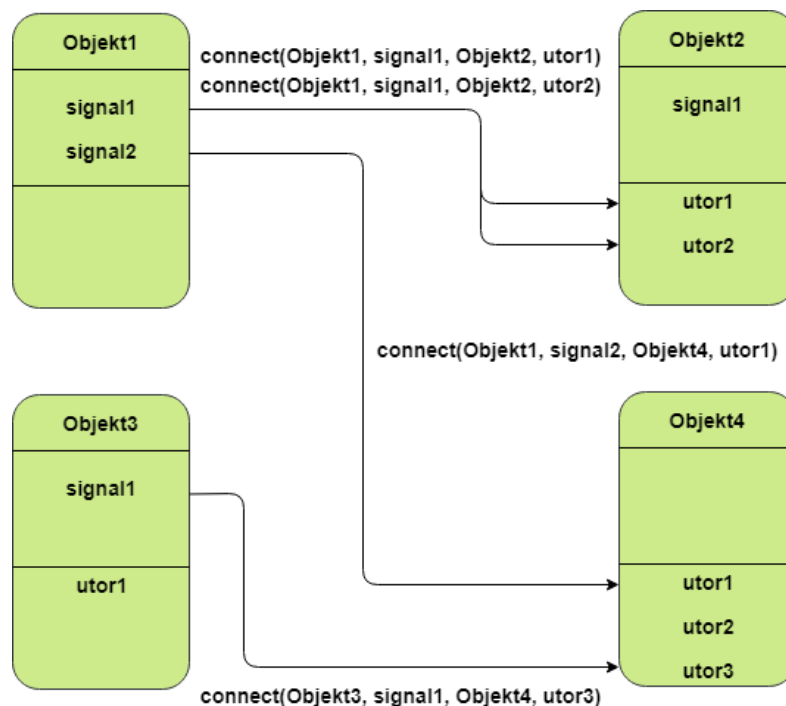 Objekt1
signal1
signal2
connect(Objekt1, signal1, Objekt2, utor1)
connect(Objekt1, signal1, Objekt2, utor2)
Objekt2
signal1
utor1
utor2
connect(Objekt1, signal2, Objekt4, utor1)
Objekt3
signal1
utor1
Objekt4
utor1
utor2
utor3
connect(Objekt3, signal1, Objekt4, utor3)